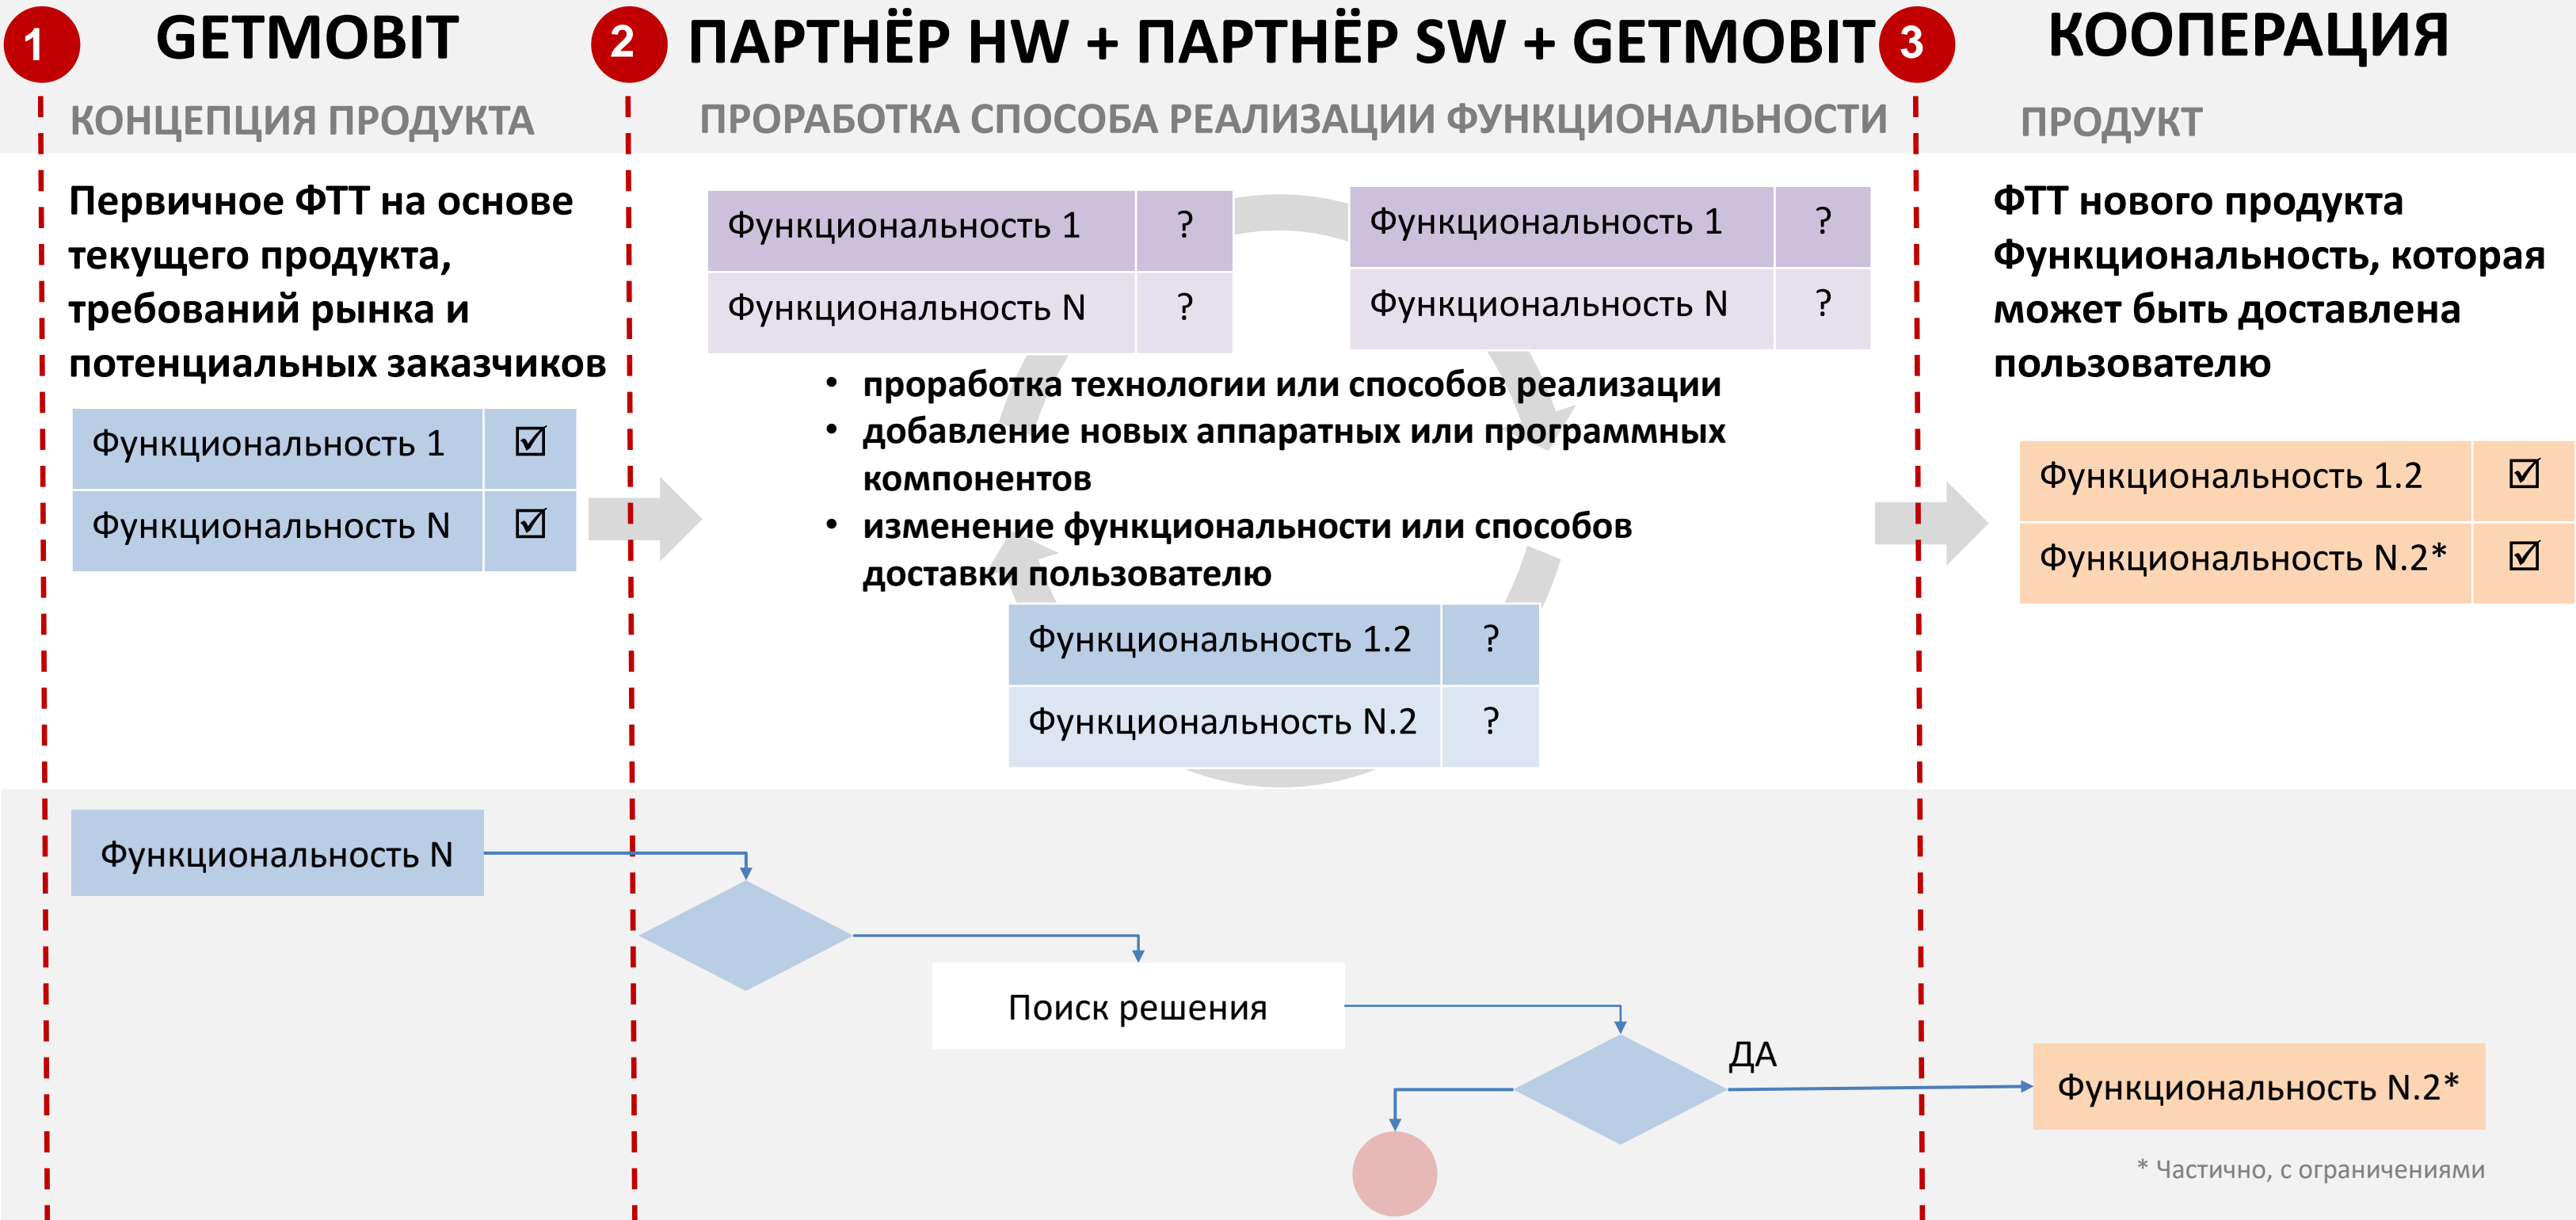 1
GETMOBIT
2
ПАРТНЁР HW + ПАРТНЁР SW + GETMOBIT
3
КООПЕРАЦИЯ
КОНЦЕПЦИЯ ПРОДУКТА
ПРОРАБОТКА СПОСОБА РЕАЛИЗАЦИИ ФУНКЦИОНАЛЬНОСТИ
ПРОДУКТ
Первичное ФТТ на основе
текущего продукта,
требований рынка и
потенциальных заказчиков
Функциональность 1 ☑
Функциональность N ☑
Функциональность 1 ?
Функциональность N ?
Функциональность 1 ?
Функциональность N ?
• проработка технологии или способов реализации
• добавление новых аппаратных или программных
компонентов
• изменение функциональности или способов
доставки пользователю
Функциональность 1.2 ?
Функциональность N.2 ?
ФТТ нового продукта
Функциональность, которая
может быть доставлена
пользователю
Функциональность 1.2 ☑
Функциональность N.2* ☑
Функциональность N
Поиск решения
ДА
Функциональность N.2*
* Частично, с ограничениями